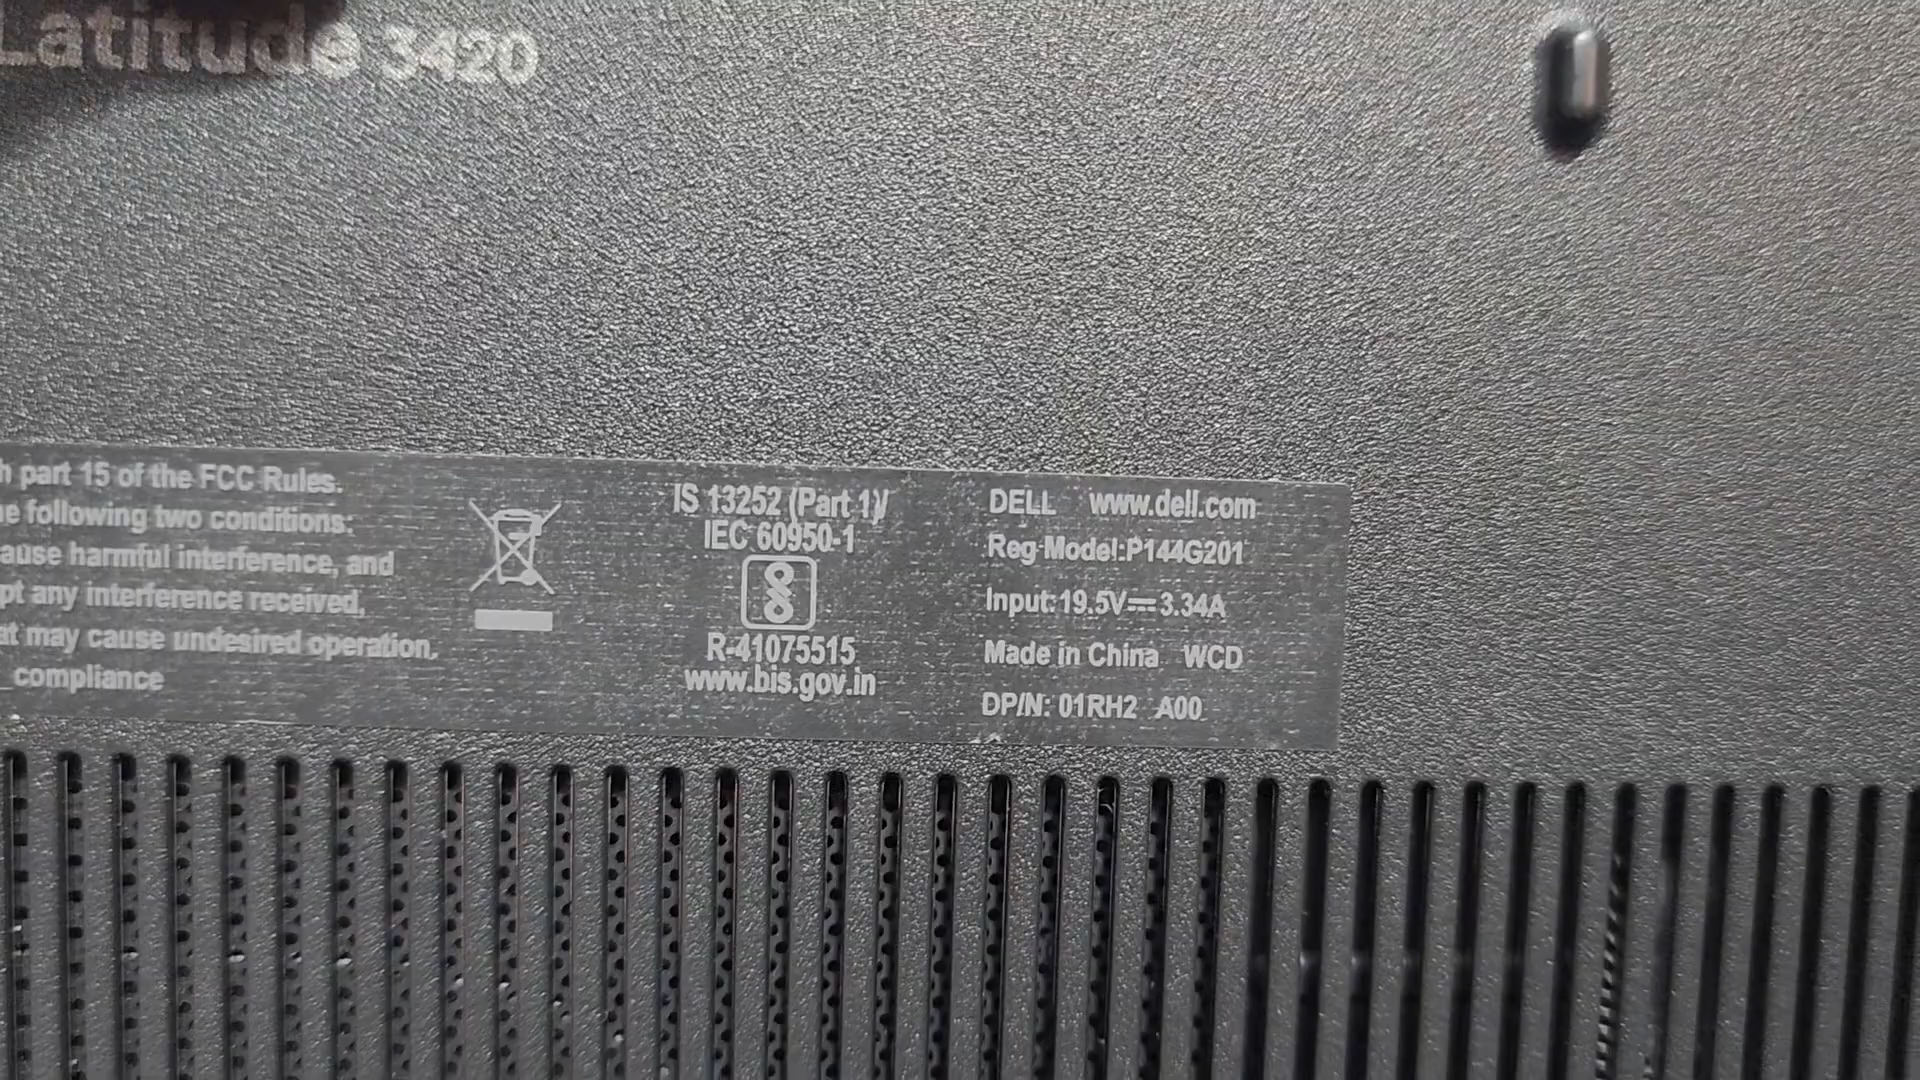 Latitude 3420
h part 15 of the FCC Rules.
e following two conditions:
ause harmful interference, and
pt any interference received,
at may cause undesired operation.
compliance
IS 13252 (Part 1)/
IEC 60950-1
R-41075515
www.bis.gov.in
DELL www.dell.com
Reg Model:P144G201
Input:19.5V⎓3.34A
Made in China WCD
DP/N: 01RH2 A00